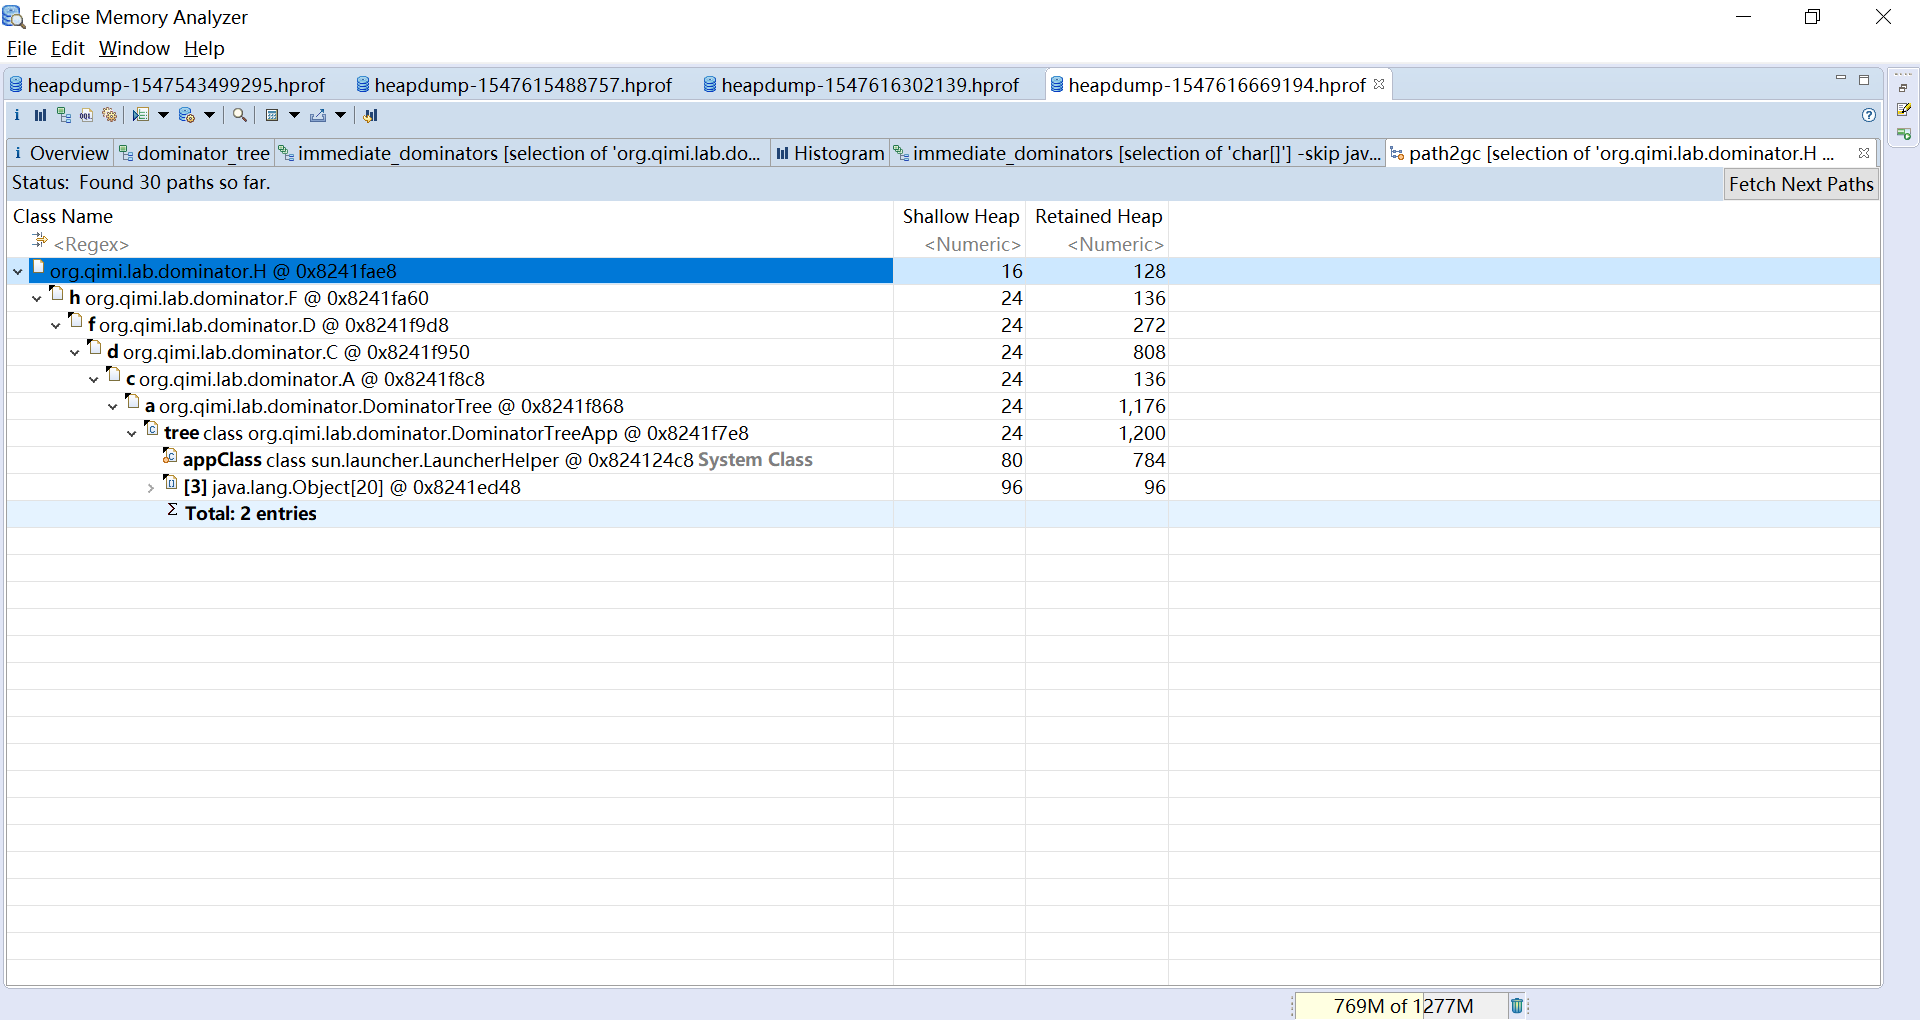 Eclipse Memory Analyzer
File Edit Window Help
heapdump-1547543499295.hprof heapdump-1547615488757.hprof heapdump-1547616302139.hprof heapdump-1547616669194.hprof
i Overview dominator_tree immediate_dominators [selection of 'org.qimi.lab.do... Histogram immediate_dominators [selection of 'char[]'] -skip jav... path2gc [selection of 'org.qimi.lab.dominator.H ...
Status: Found 30 paths so far. Fetch Next Paths
Class Name Shallow Heap Retained Heap
<Regex> <Numeric> <Numeric>
org.qimi.lab.dominator.H @ 0x8241fae8 16 128
h org.qimi.lab.dominator.F @ 0x8241fa60 24 136
f org.qimi.lab.dominator.D @ 0x8241f9d8 24 272
d org.qimi.lab.dominator.C @ 0x8241f950 24 808
c org.qimi.lab.dominator.A @ 0x8241f8c8 24 136
a org.qimi.lab.dominator.DominatorTree @ 0x8241f868 24 1,176
tree class org.qimi.lab.dominator.DominatorTreeApp @ 0x8241f7e8 24 1,200
appClass class sun.launcher.LauncherHelper @ 0x824124c8 System Class 80 784
[3] java.lang.Object[20] @ 0x8241ed48 96 96
Σ Total: 2 entries
769M of 1277M